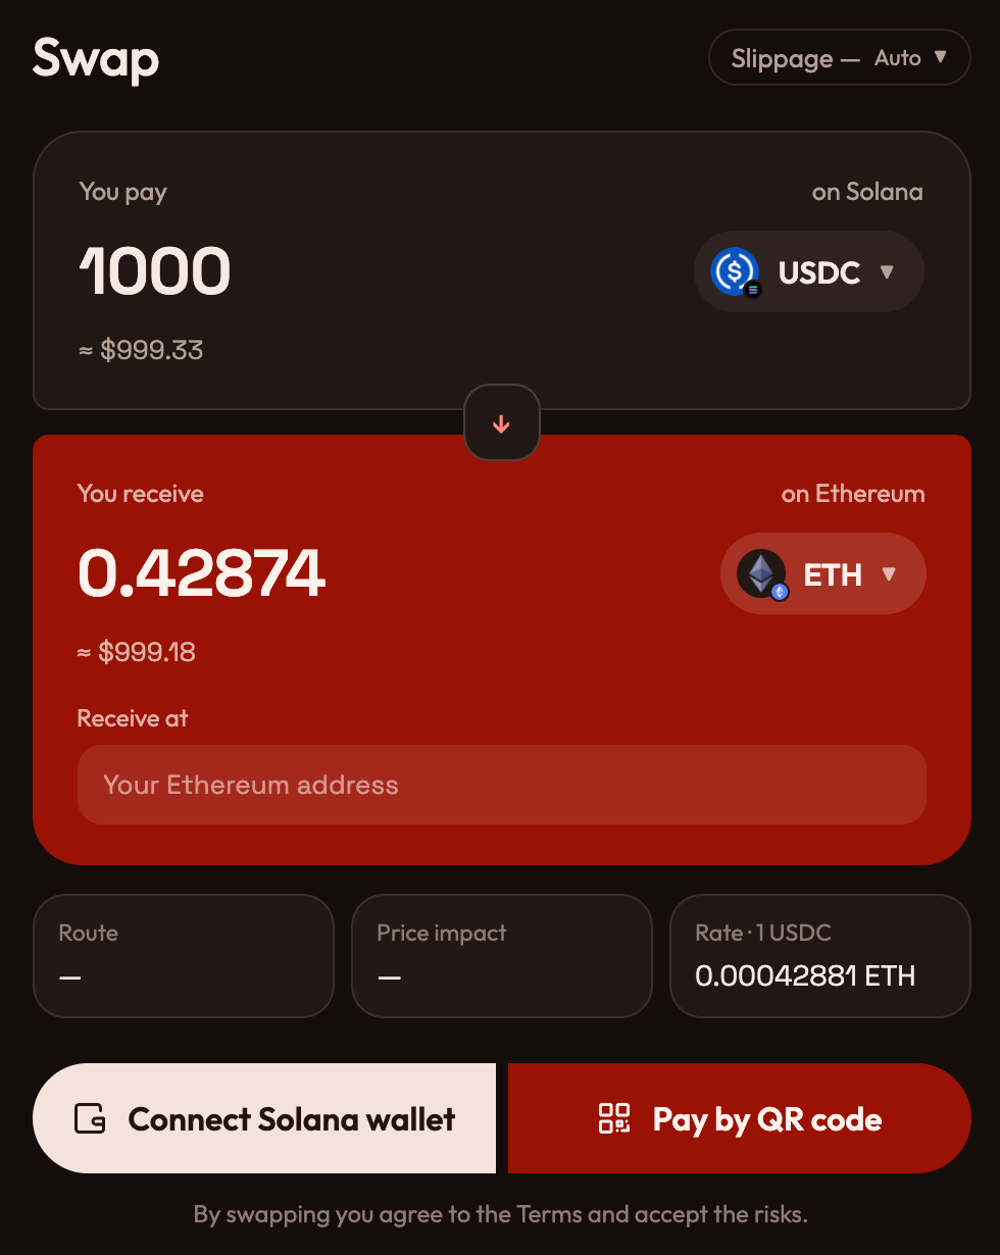 Swap
Slippage — Auto ▼
You pay
on Solana
1000
USDC ▼
≈ $999.33
You receive
on Ethereum
0.42874
ETH ▼
≈ $999.18
Receive at
Your Ethereum address
Route
—
Price impact
—
Rate · 1 USDC
0.00042881 ETH
Connect Solana wallet
Pay by QR code
By swapping you agree to the Terms and accept the risks.